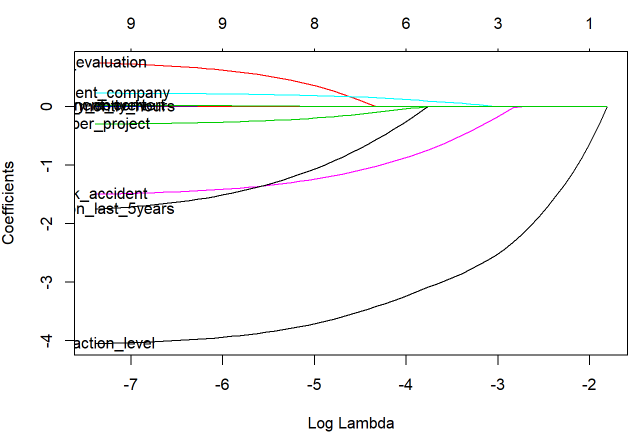 9 9 8 6 3 1
evaluation
ent_company
er_project
k_accident
n_last_5years
action_level
0
-1
-2
-3
-4
Coefficients
-7 -6 -5 -4 -3 -2
Log Lambda